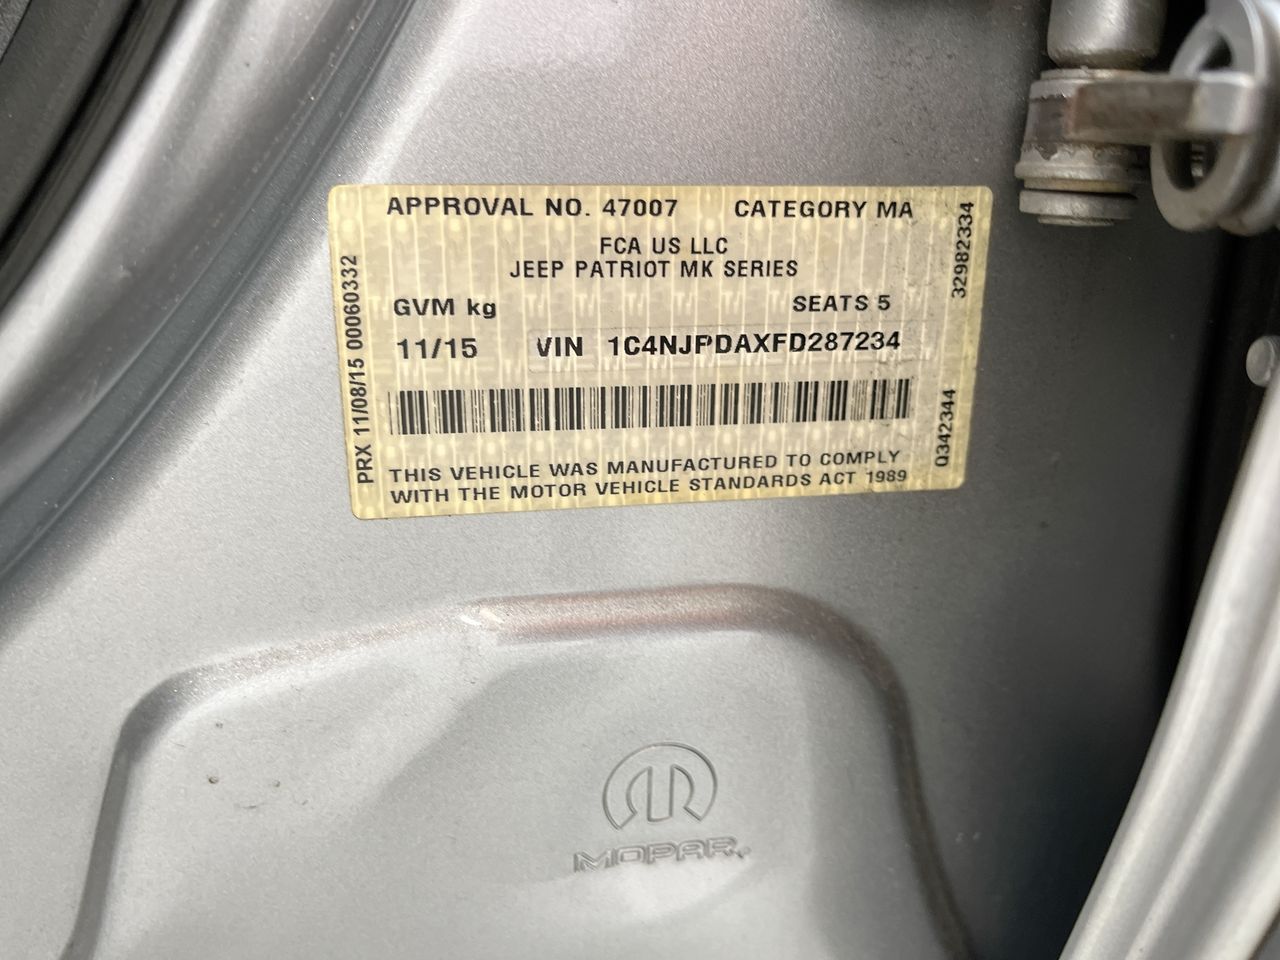 APPROVAL NO. 47007 CATEGORY MA
FCA US LLC
JEEP PATRIOT MK SERIES
GVM kg SEATS 5
11/15 VIN 1C4NJPDAXFD287234
THIS VEHICLE WAS MANUFACTURED TO COMPLY
WITH THE MOTOR VEHICLE STANDARDS ACT 1989
PRX 11/08/15 00060332
32982334
Q342344
MOPAR